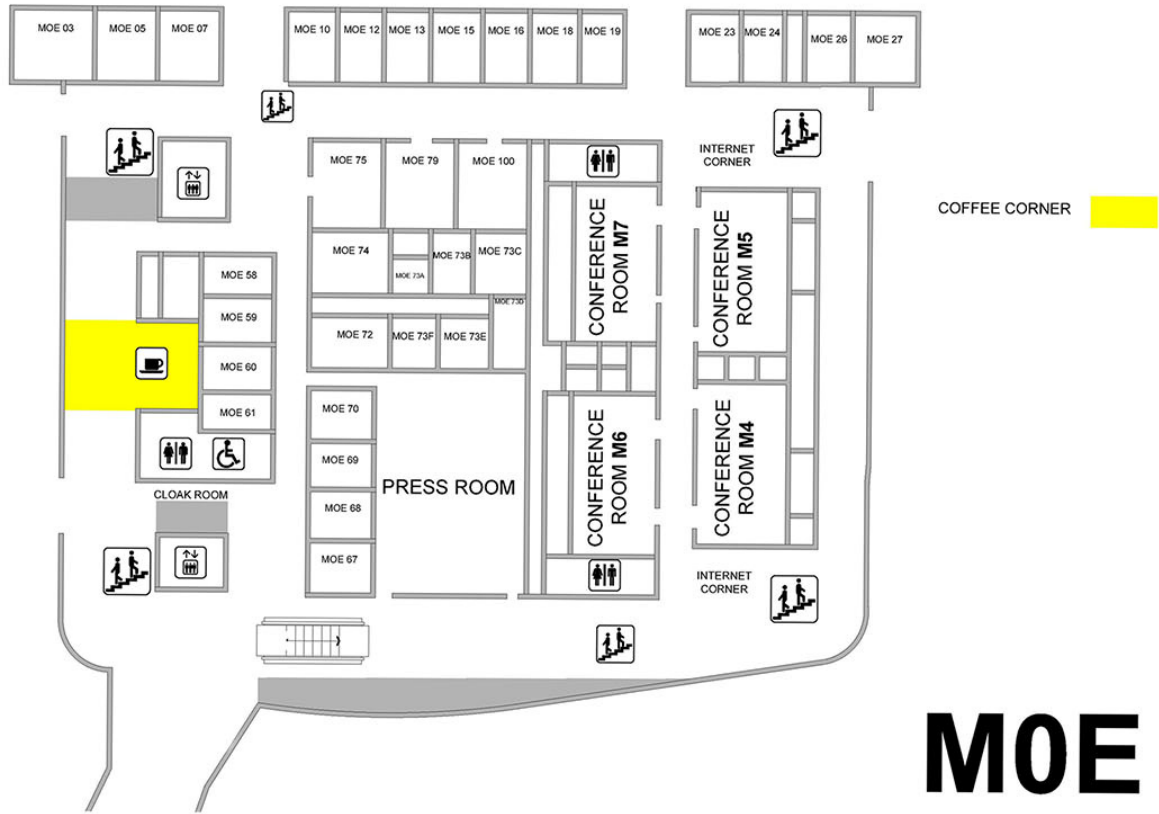 MOE 03
MOE 05
MOE 07
MOE 10
MOE 12
MOE 13
MOE 15
MOE 16
MOE 18
MOE 19
MOE 23
MOE 24
MOE 26
MOE 27
MOE 75
MOE 79
MOE 100
INTERNET
CORNER
COFFEE CORNER
MOE 74
MOE 73A
MOE 73B
MOE 73C
CONFERENCE
ROOM M7
CONFERENCE
ROOM M5
MOE 58
MOE 59
MOE 73D
MOE 72
MOE 73F
MOE 73E
MOE 60
MOE 61
MOE 70
MOE 69
MOE 68
MOE 67
PRESS ROOM
CONFERENCE
ROOM M6
CONFERENCE
ROOM M4
CLOAK ROOM
INTERNET
CORNER
M0E